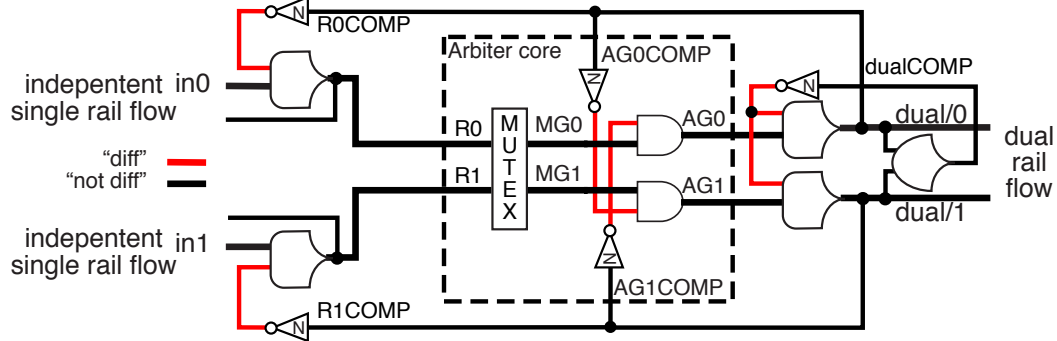 N
R0COMP
Arbiter core
AG0COMP
dualCOMP
N
N
indepentent
single rail flow
in0
AG0
dual/0
R0
MUTEX
MG0
dual
rail
flow
"diff"
"not diff"
R1
MG1
AG1
dual/1
indepentent
single rail flow
in1
N
AG1COMP
R1COMP
N